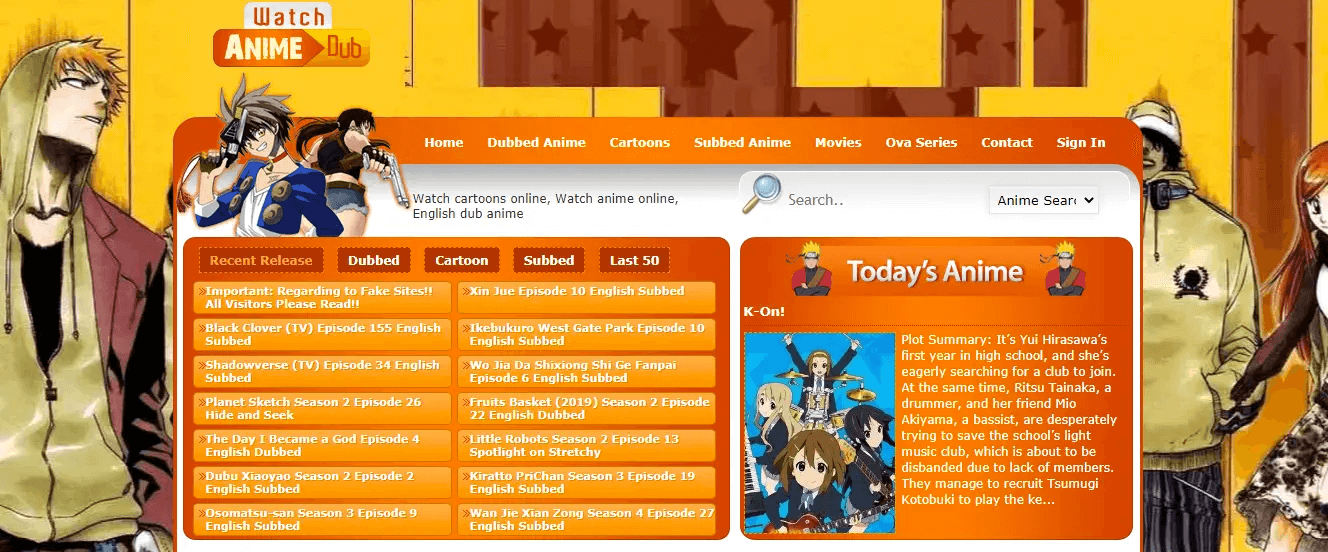 Watch
ANIME Dub
Home Dubbed Anime Cartoons Subbed Anime Movies Ova Series Contact Sign In
Watch cartoons online, Watch anime online,
English dub anime
Search..
Anime Searc
Recent Release Dubbed Cartoon Subbed Last 50
Important: Regarding to Fake Sites!!
All Visitors Please Read!!
Xin Jue Episode 10 English Subbed
Black Clover (TV) Episode 155 English
Subbed
Ikebukuro West Gate Park Episode 10
English Subbed
Shadowverse (TV) Episode 34 English
Subbed
Wo Jia Da Shixiong Shi Ge Fanpai
Episode 6 English Subbed
Planet Sketch Season 2 Episode 26
Hide and Seek
Fruits Basket (2019) Season 2 Episode
22 English Dubbed
The Day I Became a God Episode 4
English Dubbed
Little Robots Season 2 Episode 13
Spotlight on Stretchy
Dubu Xiaoyao Season 2 Episode 2
English Subbed
Kiratto PriChan Season 3 Episode 19
English Subbed
Osomatsu-san Season 3 Episode 9
English Subbed
Wan Jie Xian Zong Season 4 Episode 27
English Subbed
Today's Anime
K-On!
Plot Summary: It’s Yui Hirasawa’s
first year in high school, and she’s
eagerly searching for a club to join.
At the same time, Ritsu Tainaka, a
drummer, and her friend Mio
Akiyama, a bassist, are desperately
trying to save the school’s light
music club, which is about to be
disbanded due to lack of members.
They manage to recruit Tsumugi
Kotobuki to play the ke...